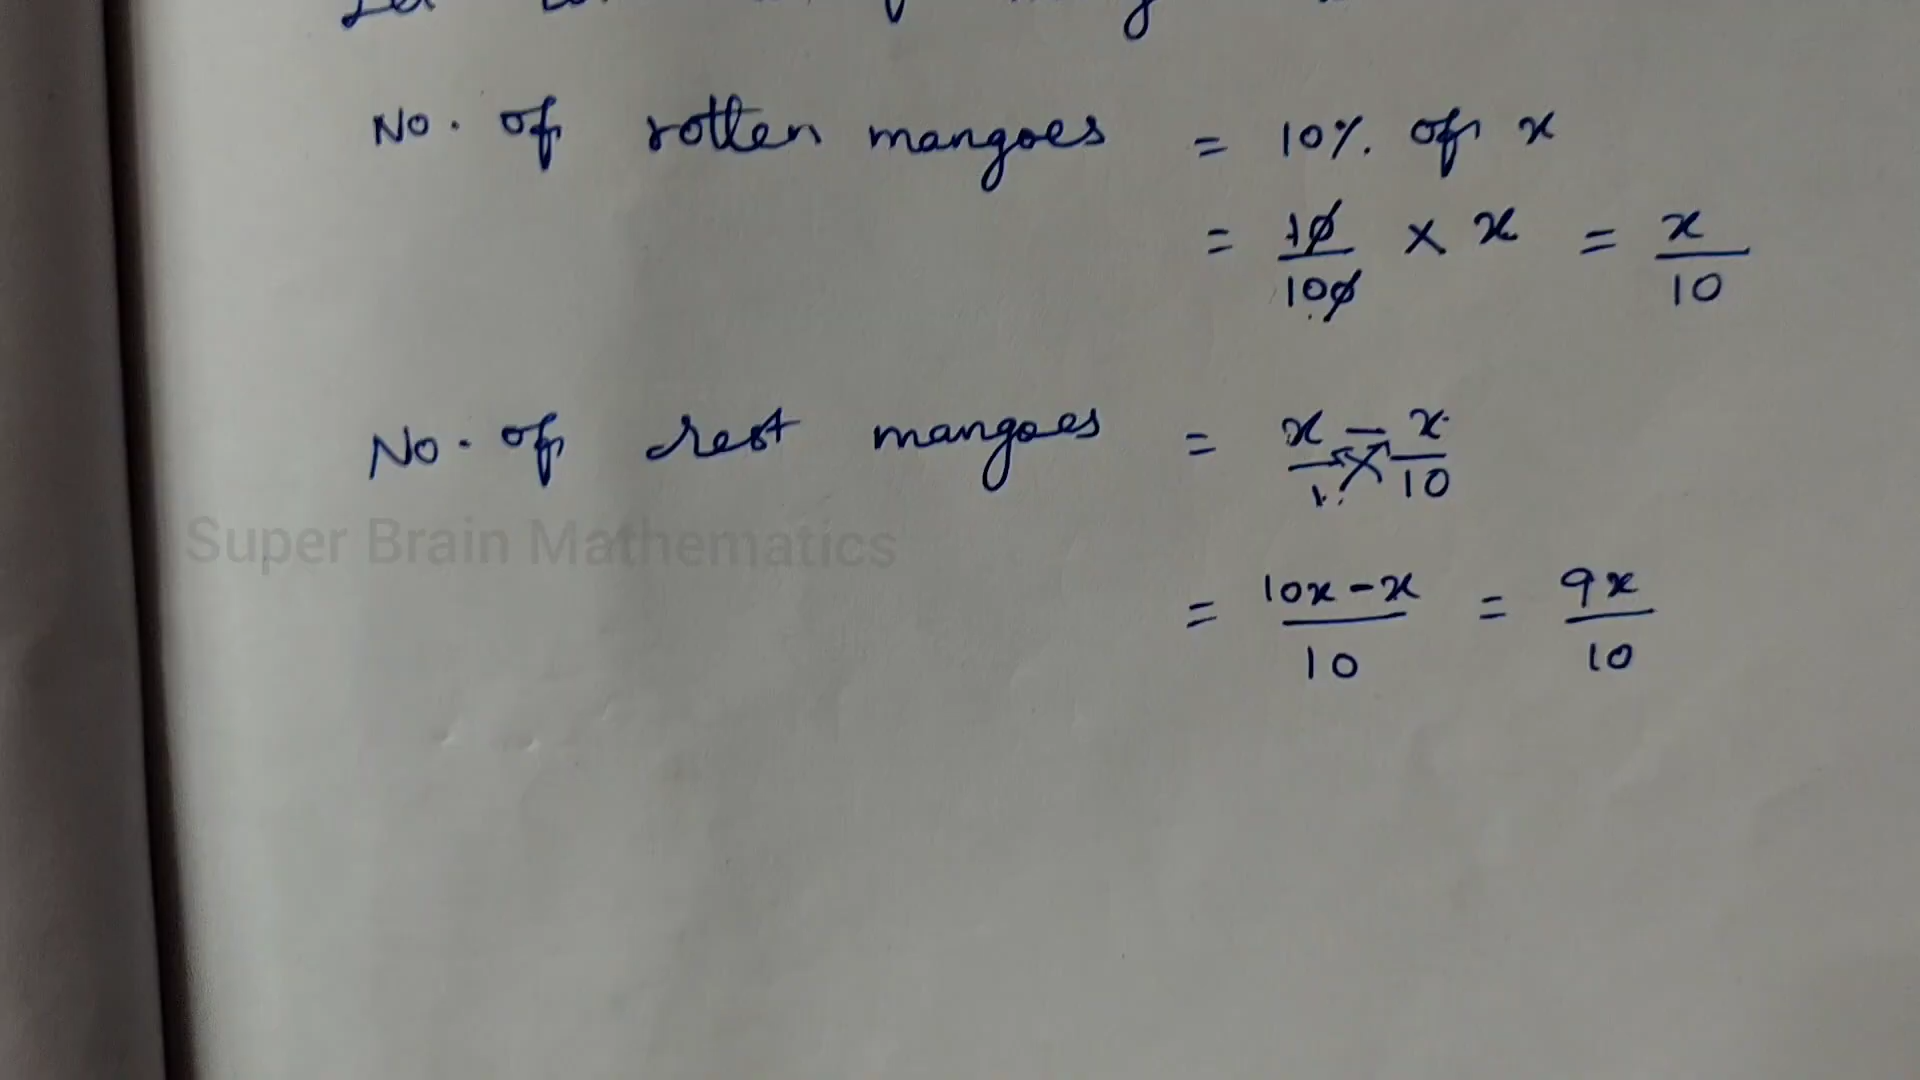 No. of rotten mangoes = 10% of x
= 10/100 × x = x/10
No. of rest mangoes = x/1 - x/10
Super Brain Mathematics
= 10x-x/10 = 9x/10